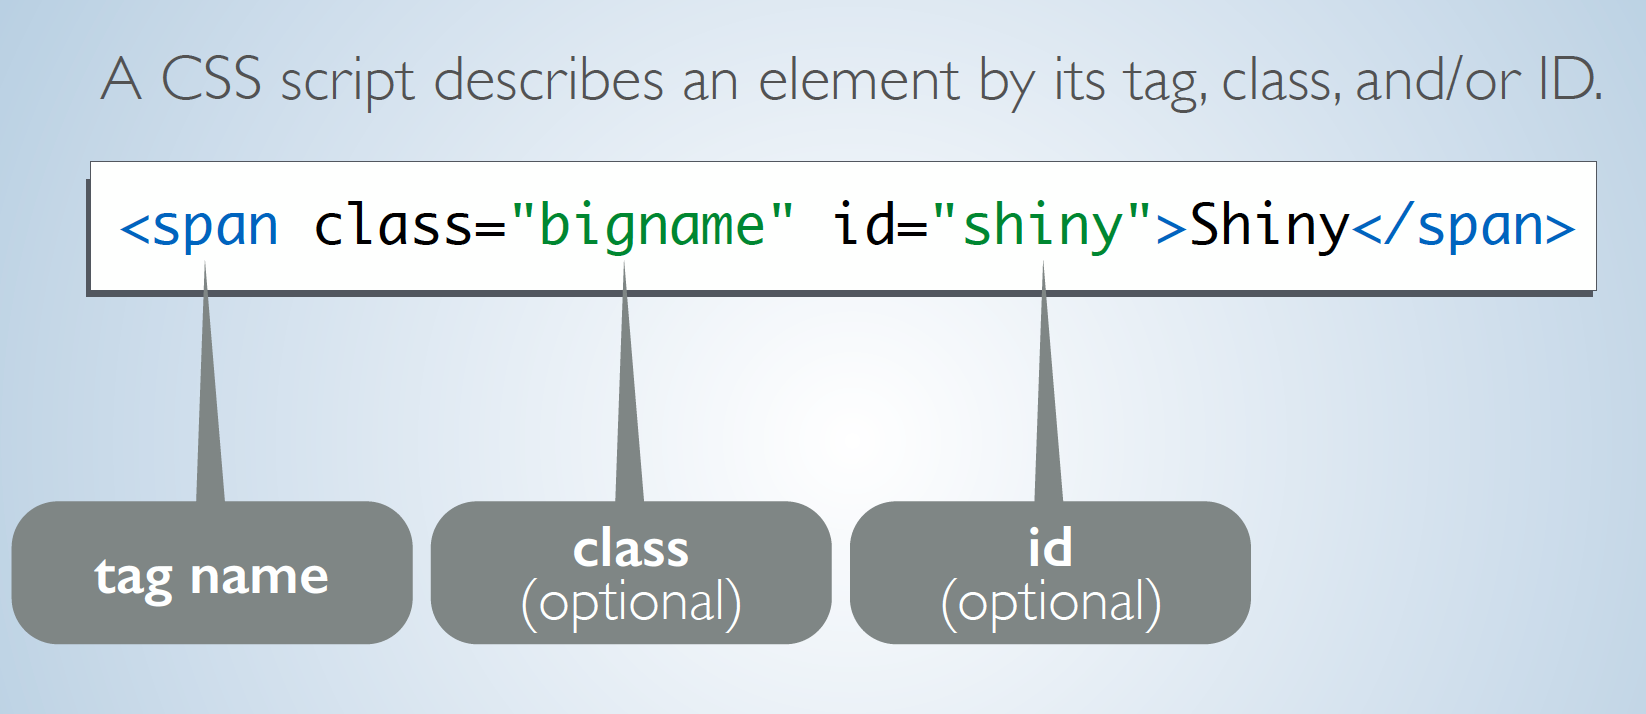 A CSS script describes an element by its tag, class, and/or ID.
<span class="bigname" id="shiny">Shiny</span>
tag name
class
(optional)
id
(optional)